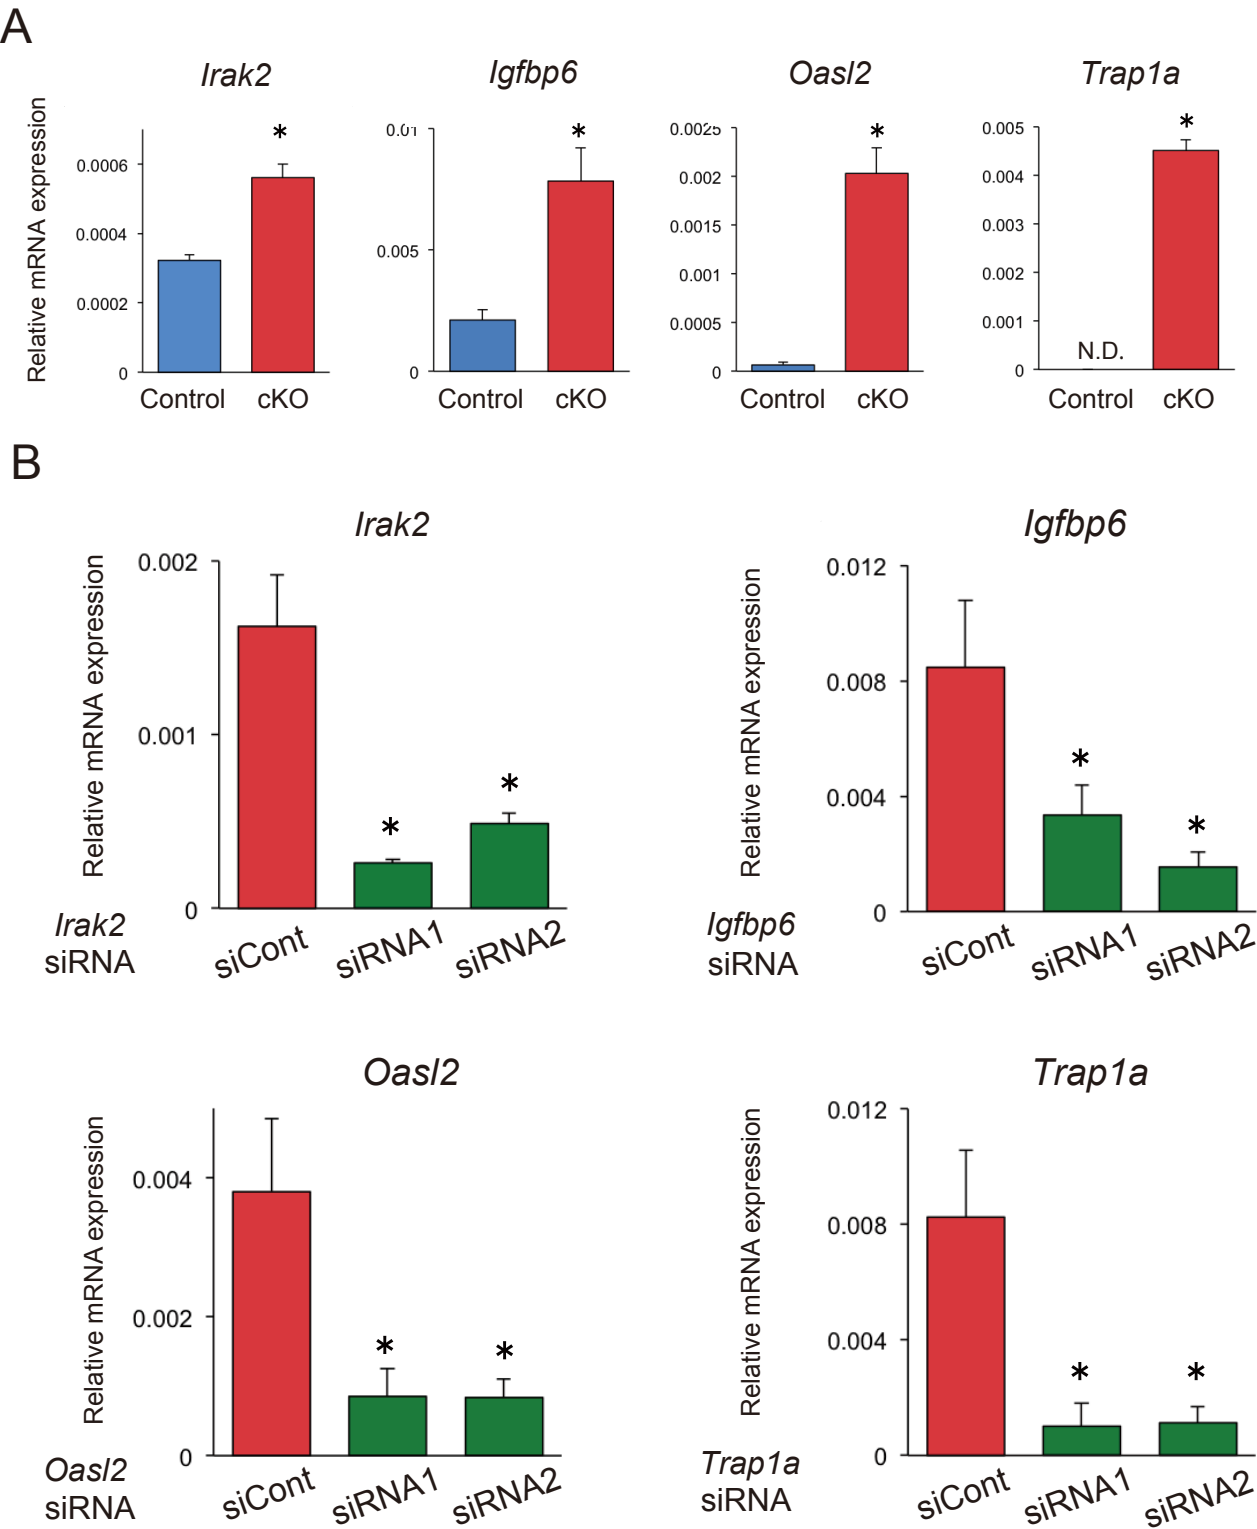 A
Irak2
Igfbp6
Oasl2
Trap1a
Relative mRNA expression
0.0006
0.0004
0.0002
0
*
Control cKO
0.01
0.005
0
*
Control cKO
0.0025
0.002
0.0015
0.001
0.0005
0
*
Control cKO
0.005
0.004
0.003
0.002
0.001
0
N.D.
*
Control cKO
B
Irak2
Relative mRNA expression
0.002
0.001
0
*
*
Irak2
siRNA
siCont
siRNA1
siRNA2
Igfbp6
Relative mRNA expression
0.012
0.008
0.004
0
*
*
Igfbp6
siRNA
siCont
siRNA1
siRNA2
Oasl2
Relative mRNA expression
0.004
0.002
0
*
*
Oasl2
siRNA
siCont
siRNA1
siRNA2
Trap1a
Relative mRNA expression
0.012
0.008
0.004
0
*
*
Trap1a
siRNA
siCont
siRNA1
siRNA2